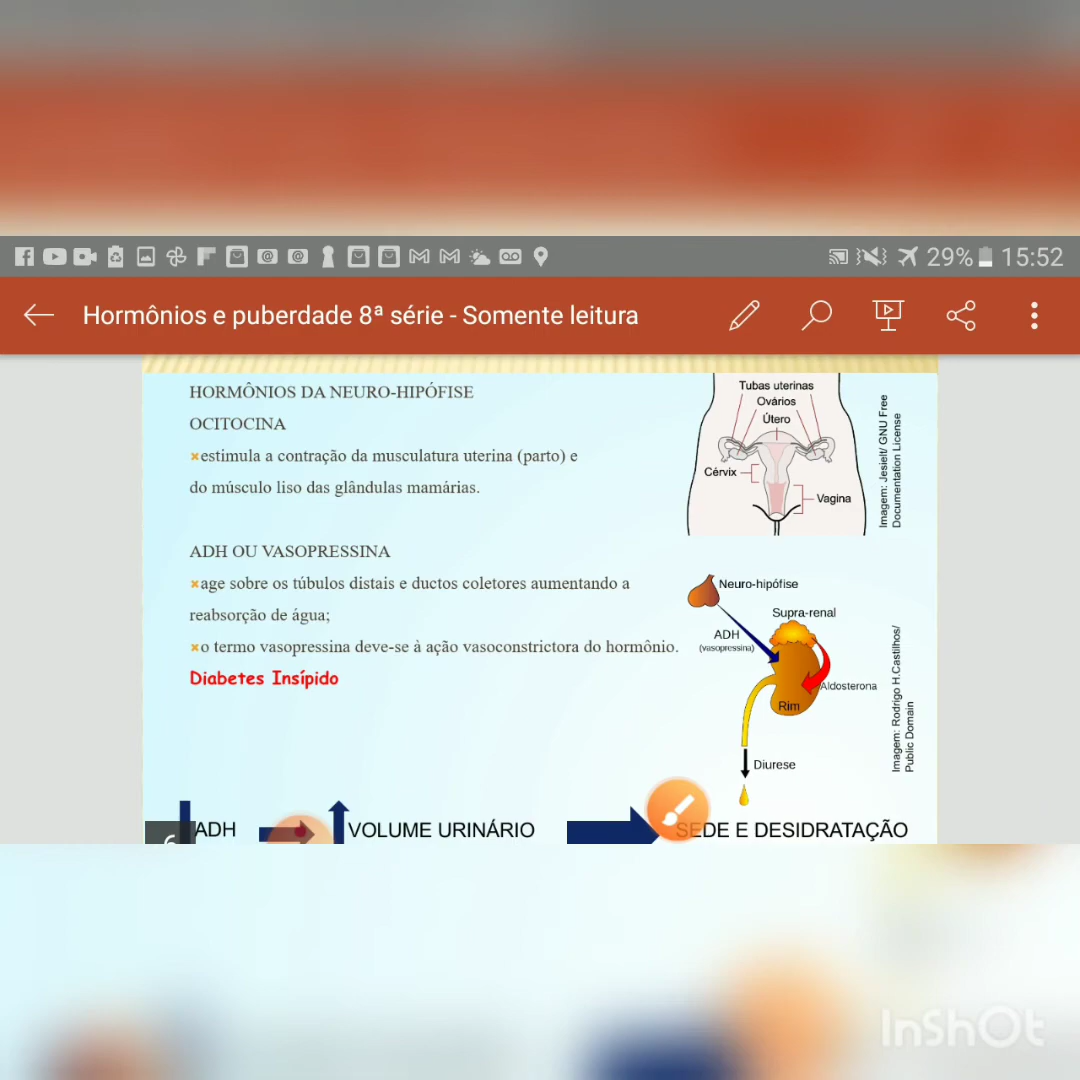 29% 15:52
Hormônios e puberdade 8ª série - Somente leitura
HORMÔNIOS DA NEURO-HIPÓFISE
OCITOCINA
×estimula a contração da musculatura uterina (parto) e
do músculo liso das glândulas mamárias.
Tubas uterinas
Ovários
Útero
Cérvix
Vagina
Imagem: Jesielt/ GNU Free
Documentation License
ADH OU VASOPRESSINA
×age sobre os túbulos distais e ductos coletores aumentando a
reabsorção de água;
×o termo vasopressina deve-se à ação vasoconstrictora do hormônio.
Diabetes Insípido
Neuro-hipófise
Supra-renal
ADH
(vasopressina)
Aldosterona
Rim
Diurese
Imagem: Rodrigo H.Castilhos/
Public Domain
ADH VOLUME URINÁRIO SEDE E DESIDRATAÇÃO
6
InShOt